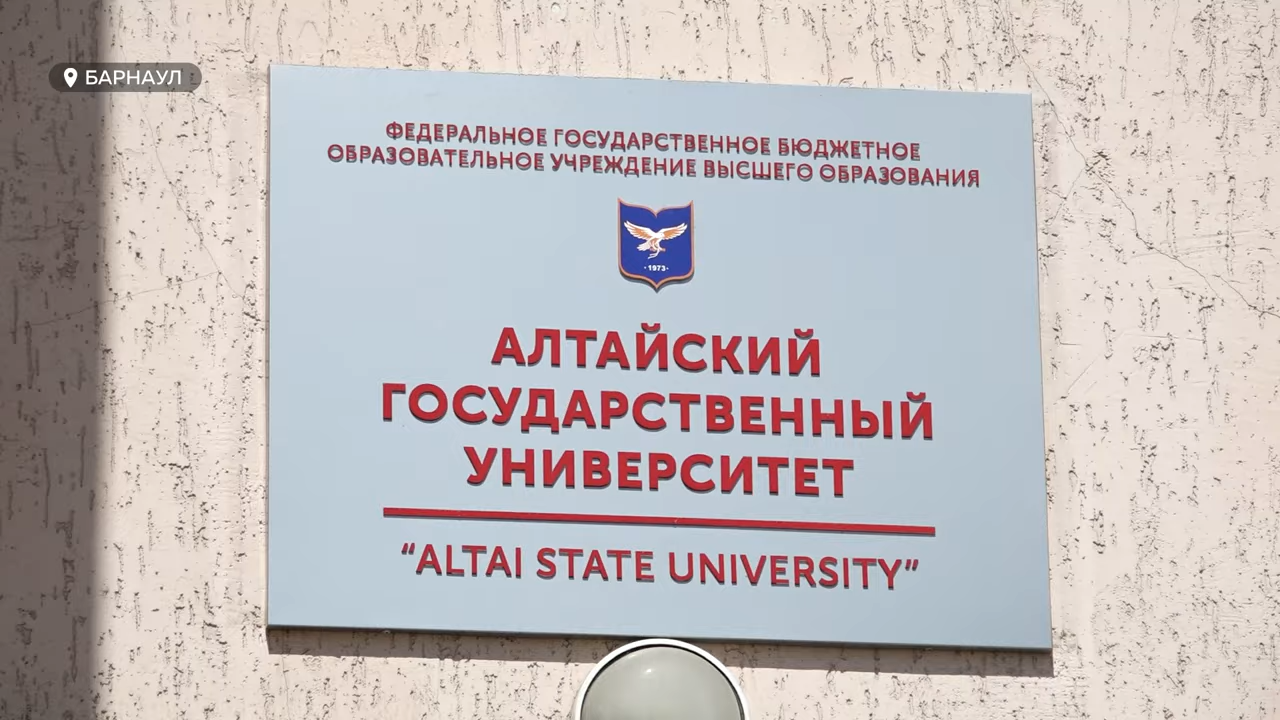 БАРНАУЛ
ФЕДЕРАЛЬНОЕ ГОСУДАРСТВЕННОЕ БЮДЖЕТНОЕ
ОБРАЗОВАТЕЛЬНОЕ УЧРЕЖДЕНИЕ ВЫСШЕГО ОБРАЗОВАНИЯ
·1973·
АЛТАЙСКИЙ
ГОСУДАРСТВЕННЫЙ
УНИВЕРСИТЕТ
“ALTAI STATE UNIVERSITY”